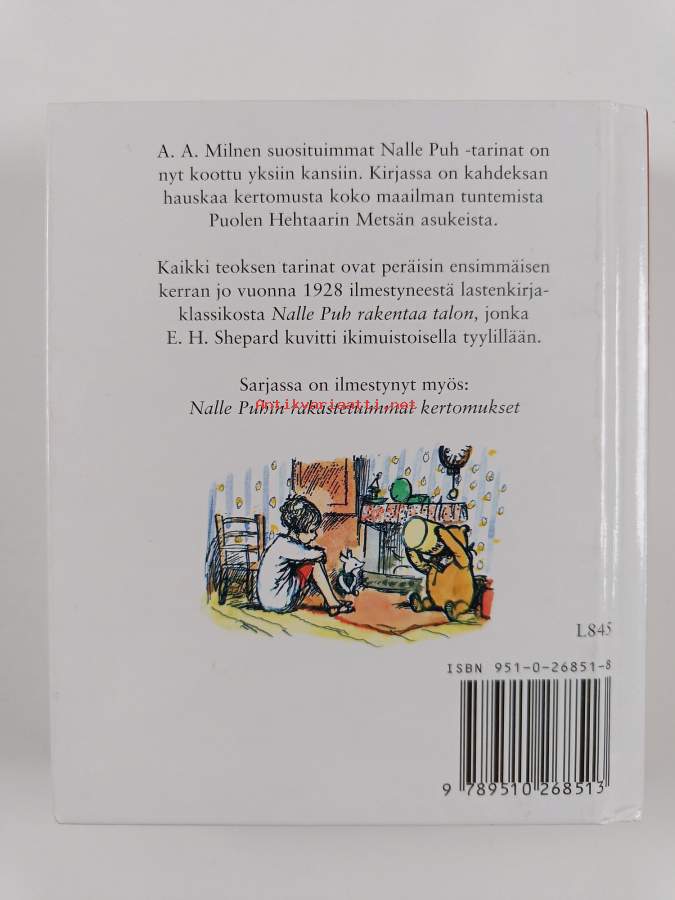 A. A. Milnen suosituimmat Nalle Puh -tarinat on
nyt koottu yksiin kansiin. Kirjassa on kahdeksan
hauskaa kertomusta koko maailman tuntemista
Puolen Hehtaarin Metsän asukeista.
Kaikki teoksen tarinat ovat peräisin ensimmäisen
kerran jo vuonna 1928 ilmestyneestä lastenkirja-
klassikosta Nalle Puh rakentaa talon, jonka
E. H. Shepard kuvitti ikimuistoisella tyylillään.
Sarjassa on ilmestynyt myös:
Nalle Puhin rakastetuimmat kertomukset
Antikvariaatti.net
L845
ISBN 951-0-26851-8
9 789510 268513